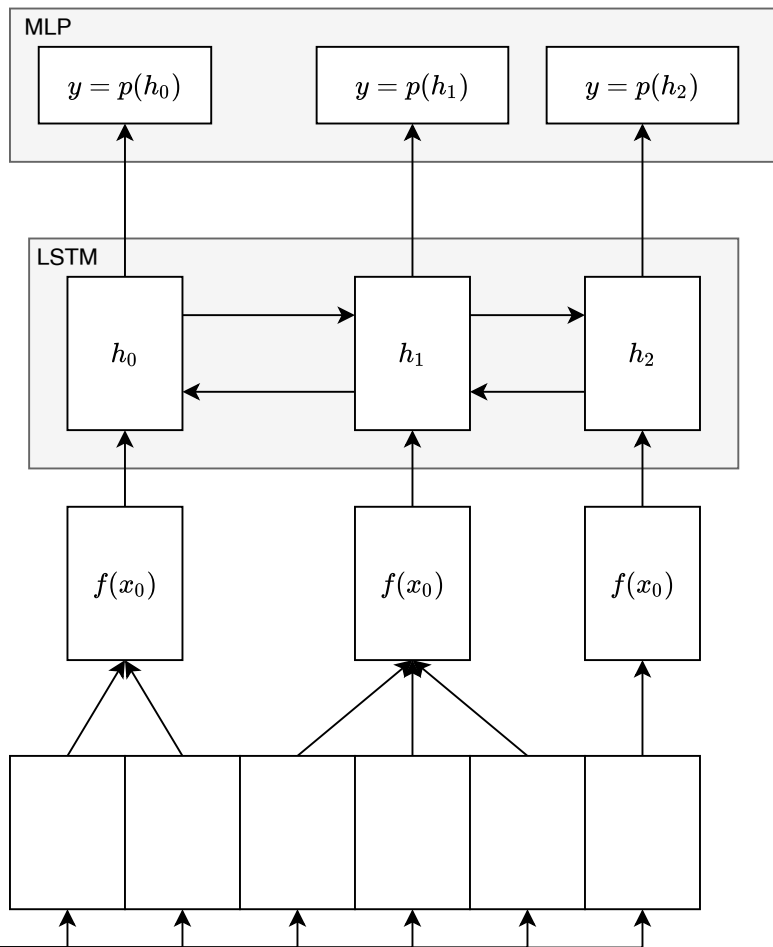 MLP
y = p(h₀)
y = p(h₁)
y = p(h₂)
LSTM
h₀
h₁
h₂
f(x₀)
f(x₀)
f(x₀)